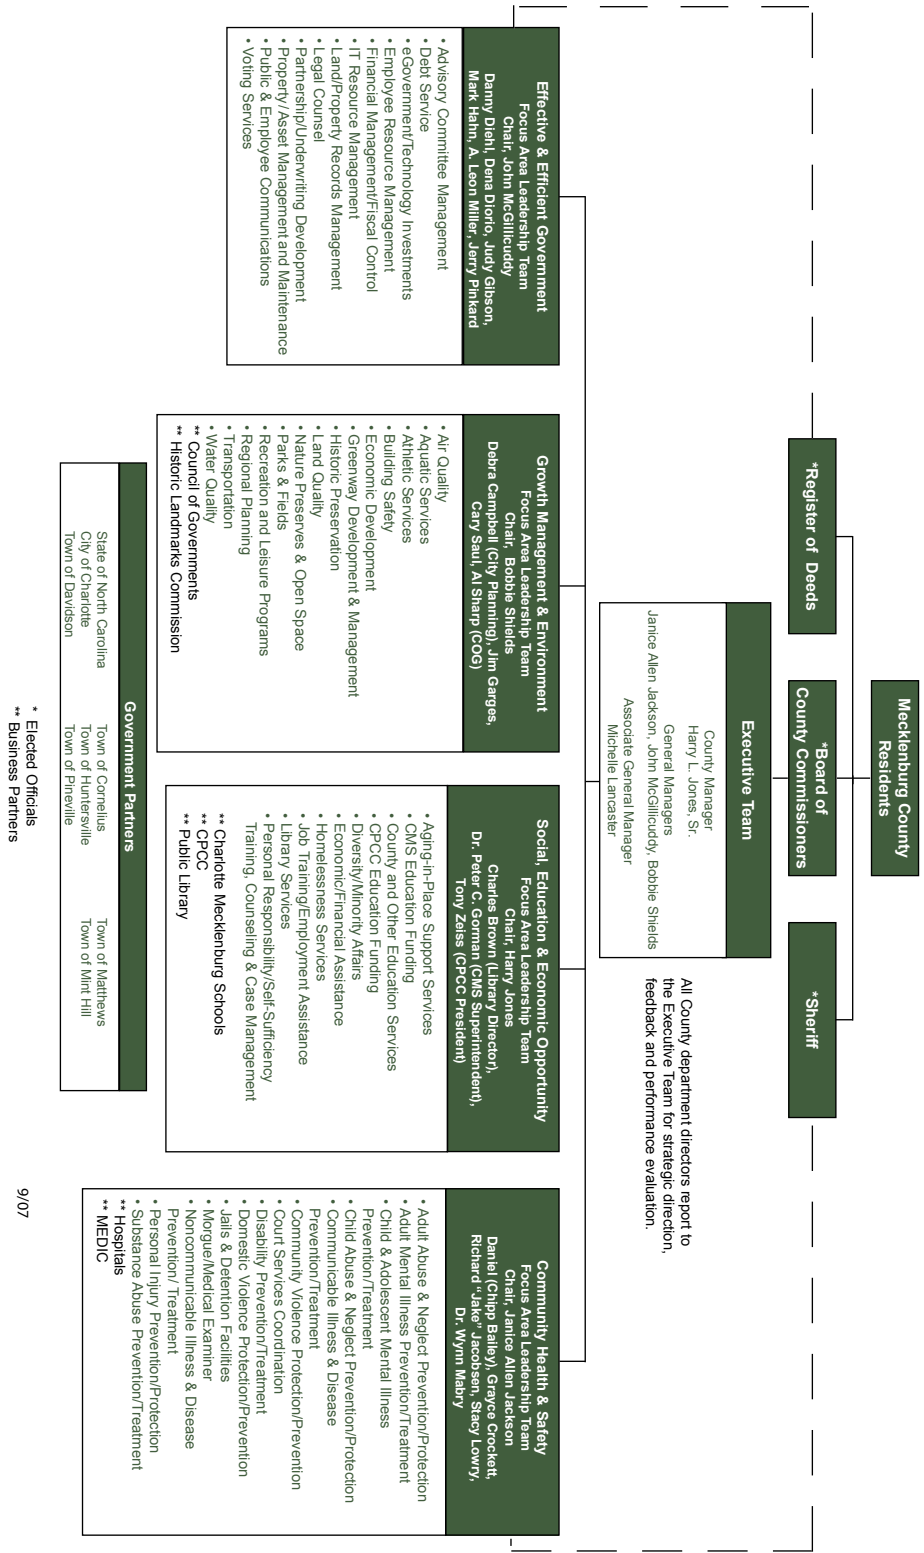 Mecklenburg County
Residents
*Register of Deeds
*Board of
County Commissioners
*Sheriff
Executive Team
County Manager
Harry L. Jones, Sr.
General Managers
Janice Allen Jackson, John McGillicuddy, Bobbie Shields
Associate General Manager
Michelle Lancaster
All County department directors report to
the Executive Team for strategic direction,
feedback and performance evaluation.
Effective & Efficient Government
Focus Area Leadership Team
Chair, John McGillicuddy
Danny Diehl, Dena Diorio, Judy Gibson,
Mark Hahn, A. Leon Miller, Jerry Pinkard
• Advisory Committee Management
• Debt Service
• eGovernment/Technology Investments
• Employee Resource Management
• Financial Management/Fiscal Control
• IT Resource Management
• Land/Property Records Management
• Legal Counsel
• Partnership/Underwriting Development
• Property/Asset Management and Maintenance
• Public & Employee Communications
• Voting Services
Growth Management & Environment
Focus Area Leadership Team
Chair, Bobbie Shields
Debra Campbell (City Planning), Jim Garges,
Cary Saul, Al Sharp (COG)
• Air Quality
• Aquatic Services
• Athletic Services
• Building Safety
• Economic Development
• Greenway Development & Management
• Historic Preservation
• Land Quality
• Nature Preserves & Open Space
• Parks & Fields
• Recreation and Leisure Programs
• Regional Planning
• Transportation
• Water Quality
** Council of Governments
** Historic Landmarks Commission
Social, Education & Economic Opportunity
Focus Area Leadership Team
Chair, Harry Jones
Charles Brown (Library Director),
Dr. Peter C. Gorman (CMS Superintendent),
Tony Zeiss (CPCC President)
• Aging-in-Place Support Services
• CMS Education Funding
• County and Other Education Services
• CPCC Education Funding
• Diversity/Minority Affairs
• Economic/Financial Assistance
• Homelessness Services
• Job Training/Employment Assistance
• Library Services
• Personal Responsibility/Self-Sufficiency
Training, Counseling & Case Management
** Charlotte Mecklenburg Schools
** CPCC
** Public Library
Community Health & Safety
Focus Area Leadership Team
Chair, Janice Allen Jackson
Daniel (Chipp Bailey), Grayce Crockett,
Richard "Jake" Jacobsen, Stacy Lowry,
Dr. Wynn Mabry
• Adult Abuse & Neglect Prevention/Protection
• Adult Mental Illness Prevention/Treatment
• Child & Adolescent Mental Illness
Prevention/Treatment
• Child Abuse & Neglect Prevention/Protection
• Communicable Illness & Disease
Prevention/Treatment
• Community Violence Protection/Prevention
• Court Services Coordination
• Disability Prevention/Treatment
• Domestic Violence Protection/Prevention
• Jails & Detention Facilities
• Morgue/Medical Examiner
• Noncommunicable Illness & Disease
Prevention/ Treatment
• Personal Injury Prevention/Protection
• Substance Abuse Prevention/Treatment
** Hospitals
** MEDIC
Government Partners
State of North Carolina
City of Charlotte
Town of Davidson
Town of Cornelius
Town of Huntersville
Town of Pineville
Town of Matthews
Town of Mint Hill
* Elected Officials
** Business Partners
9/07